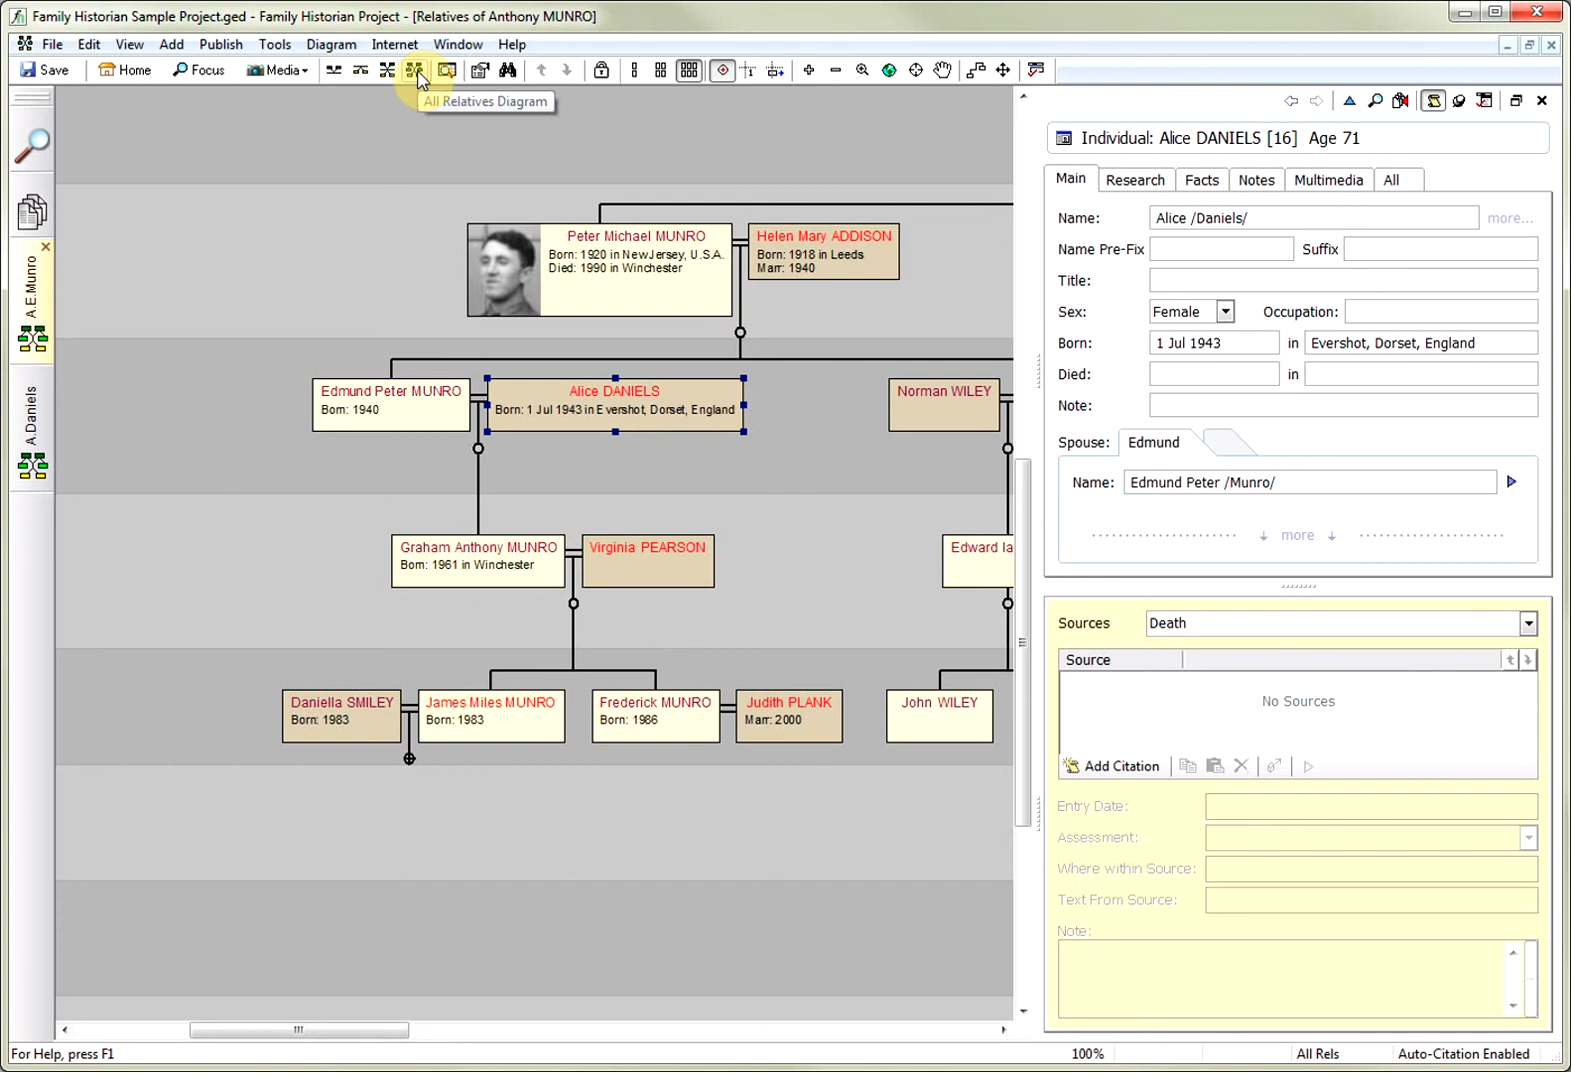 Family Historian Sample Project.ged - Family Historian Project - [Relatives of Anthony MUNRO]
File Edit View Add Publish Tools Diagram Internet Window Help
Save Home Focus Media
All Relatives Diagram
A.E.Munro
A.Daniels
Peter Michael MUNRO
Born: 1920 in NewJersey, U.S.A.
Died: 1990 in Winchester
Helen Mary ADDISON
Born: 1918 in Leeds
Marr: 1940
Edmund Peter MUNRO
Born: 1940
Alice DANIELS
Born: 1 Jul 1943 in Evershot, Dorset, England
Norman WILEY
Graham Anthony MUNRO
Born: 1961 in Winchester
Virginia PEARSON
Edward Ia
Daniella SMILEY
Born: 1983
James Miles MUNRO
Born: 1983
Frederick MUNRO
Born: 1986
Judith PLANK
Marr: 2000
John WILEY
Individual: Alice DANIELS [16] Age 71
Main Research Facts Notes Multimedia All
Name: Alice /Daniels/ more...
Name Pre-Fix Suffix
Title:
Sex: Female Occupation:
Born: 1 Jul 1943 in Evershot, Dorset, England
Died: in
Note:
Spouse: Edmund
Name: Edmund Peter /Munro/
more
Sources Death
Source
No Sources
Add Citation
Entry Date:
Assessment:
Where within Source:
Text From Source:
Note:
For Help, press F1 100% All Rels Auto-Citation Enabled